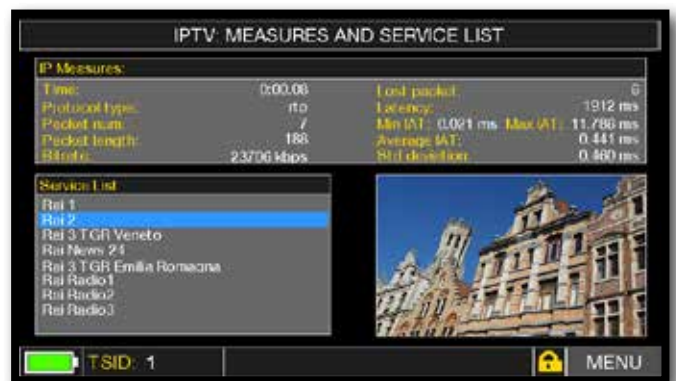 IPTV: MEASURES AND SERVICE LIST
IP Measures:
Time: 0:00.08
Protocol type: rtp
Packet num: 7
Packet length: 188
Bitrate: 23706 kbps
Lost packet: 6
Latency: 1912 ms
Min IAT: 0.021 ms Max IAT: 11.786 ms
Average IAT: 0.441 ms
Std deviation: 0.460 ms
Service List
Rai 1
Rai 2
Rai 3 TGR Veneto
Rai News 24
Rai 3 TGR Emilia Romagna
Rai Radio1
Rai Radio2
Rai Radio3
TSID: 1
MENU